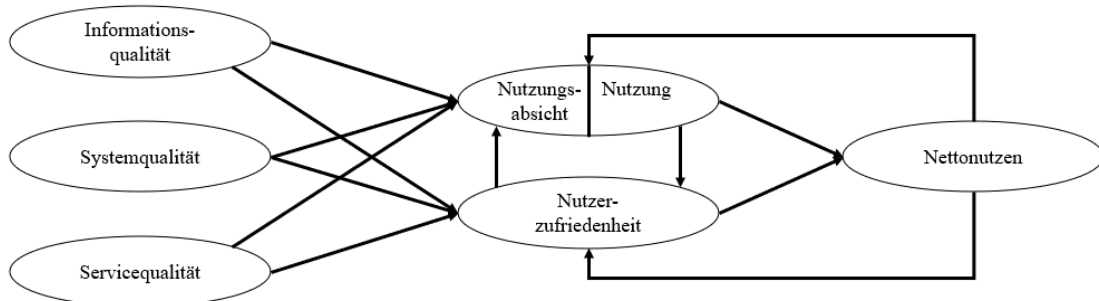 Informations-
qualität
Nutzungs-
absicht
Nutzung
Systemqualität
Nettonutzen
Nutzer-
zufriedenheit
Servicequalität